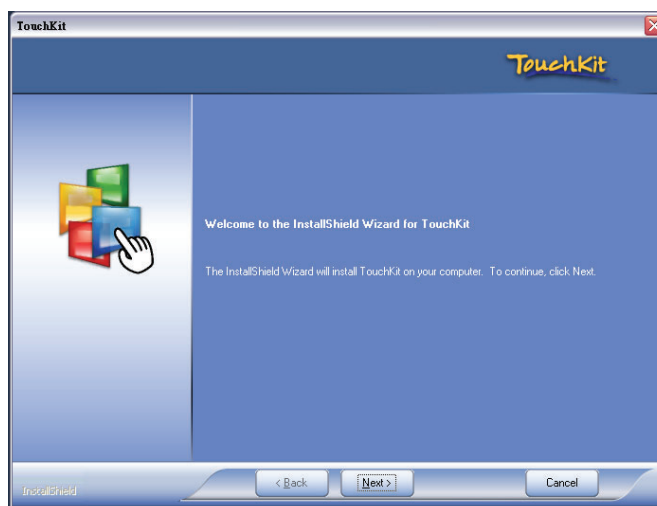 TouchKit
TouchKit
Welcome to the InstallShield Wizard for TouchKit
The InstallShield Wizard will install TouchKit on your computer. To continue, click Next.
InstallShield
< Back
Next >
Cancel